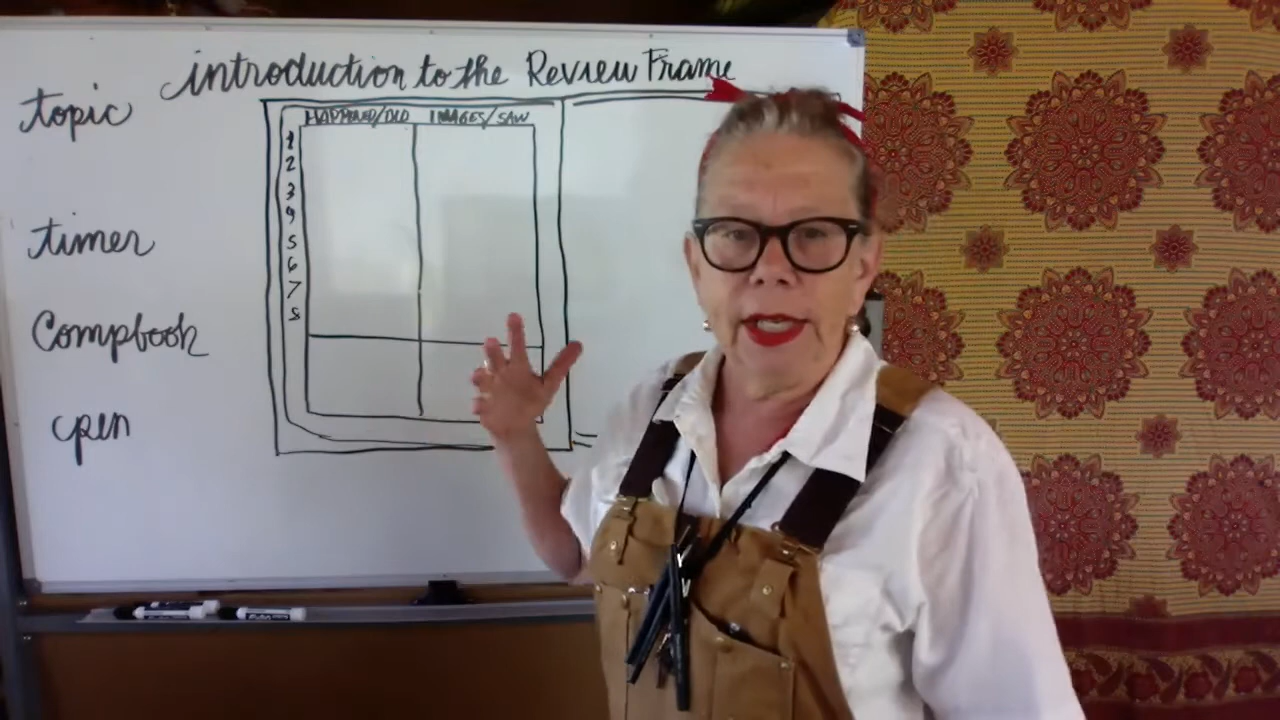 introduction to the Review Frame
topic
HAPPENED/DID IMAGES/SAW
1
2
3
4
5
6
7
8
timer
Compbook
pen